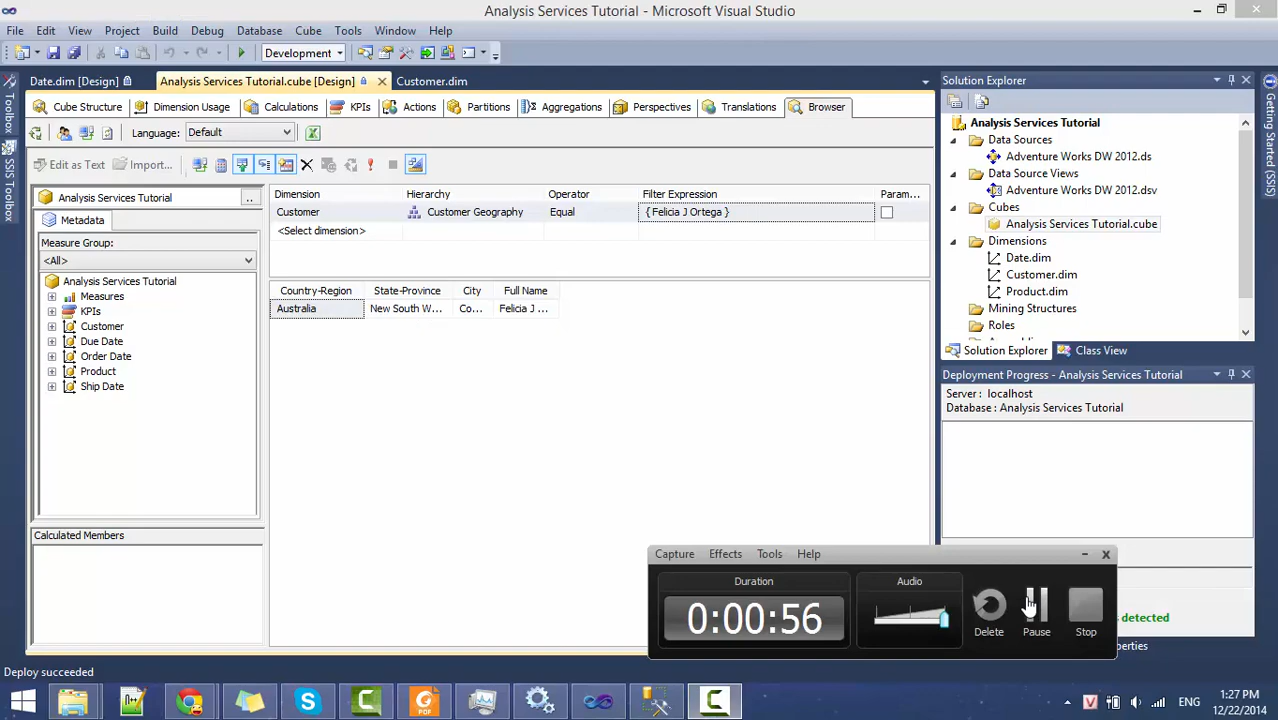 Analysis Services Tutorial - Microsoft Visual Studio
File Edit View Project Build Debug Database Cube Tools Window Help
Development
Date.dim [Design] Analysis Services Tutorial.cube [Design] Customer.dim
Cube Structure Dimension Usage Calculations KPIs Actions Partitions Aggregations Perspectives Translations Browser
Language: Default
Edit as Text Import...
Toolbox
SSIS Toolbox
Analysis Services Tutorial ..
Metadata
Measure Group:
<All>
Analysis Services Tutorial
Measures
KPIs
Customer
Due Date
Order Date
Product
Ship Date
Calculated Members
Dimension Hierarchy Operator Filter Expression Param...
Customer Customer Geography Equal { Felicia J Ortega }
<Select dimension>
Country-Region State-Province City Full Name
Australia New South W... Co... Felicia J ...
Solution Explorer
Analysis Services Tutorial
Data Sources
Adventure Works DW 2012.ds
Data Source Views
Adventure Works DW 2012.dsv
Cubes
Analysis Services Tutorial.cube
Dimensions
Date.dim
Customer.dim
Product.dim
Mining Structures
Roles
Solution Explorer Class View
Getting Started (SSIS)
Deployment Progress - Analysis Services Tutorial
Server : localhost
Database : Analysis Services Tutorial
Capture Effects Tools Help
Duration
0:00:56
Audio
Delete Pause Stop
detected
operties
Deploy succeeded
PDF
V
ENG
1:27 PM
12/22/2014